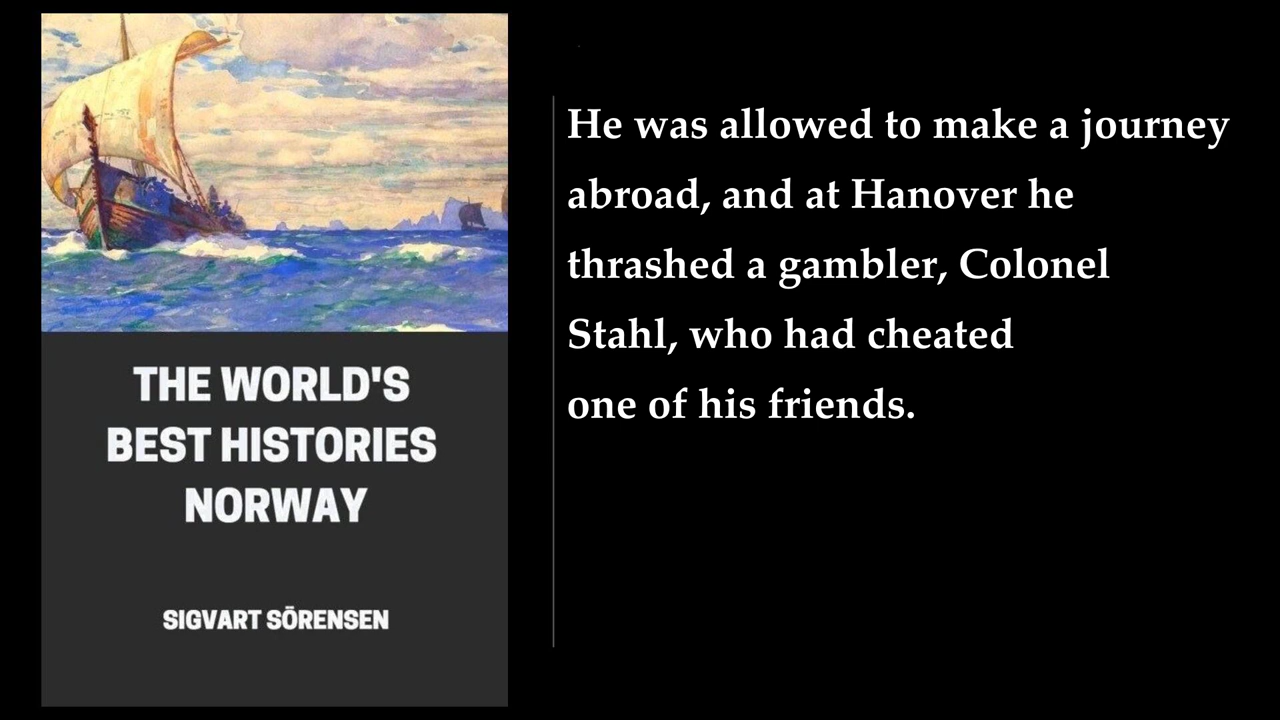 THE WORLD'S
BEST HISTORIES
NORWAY
SIGVART SÖRENSEN
He was allowed to make a journey
abroad, and at Hanover he
thrashed a gambler, Colonel
Stahl, who had cheated
one of his friends.